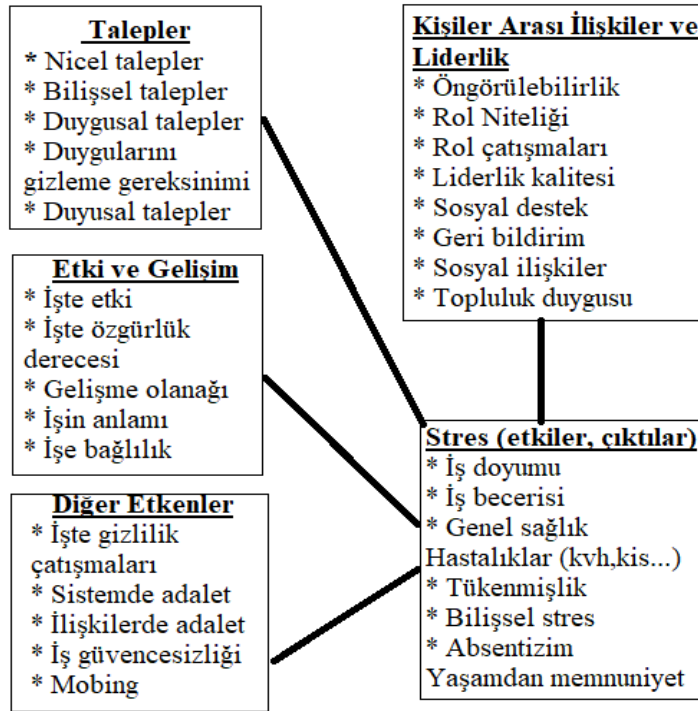 Talepler
* Nicel talepler
* Bilişsel talepler
* Duygusal talepler
* Duygularını
gizleme gereksinimi
* Duyusal talepler
Kişiler Arası İlişkiler ve
Liderlik
* Öngörülebilirlik
* Rol Niteliği
* Rol çatışmaları
* Liderlik kalitesi
* Sosyal destek
* Geri bildirim
* Sosyal ilişkiler
* Topluluk duygusu
Etki ve Gelişim
* İşte etki
* İşte özgürlük
derecesi
* Gelişme olanağı
* İşin anlamı
* İşe bağlılık
Diğer Etkenler
* İşte gizlilik
çatışmaları
* Sistemde adalet
* İlişkilerde adalet
* İş güvencesizliği
* Mobing
Stres (etkiler, çıktılar)
* İş doyumu
* İş becerisi
* Genel sağlık
Hastalıklar (kvh,kis...)
* Tükenmişlik
* Bilişsel stres
* Absentizim
Yaşamdan memnuniyet